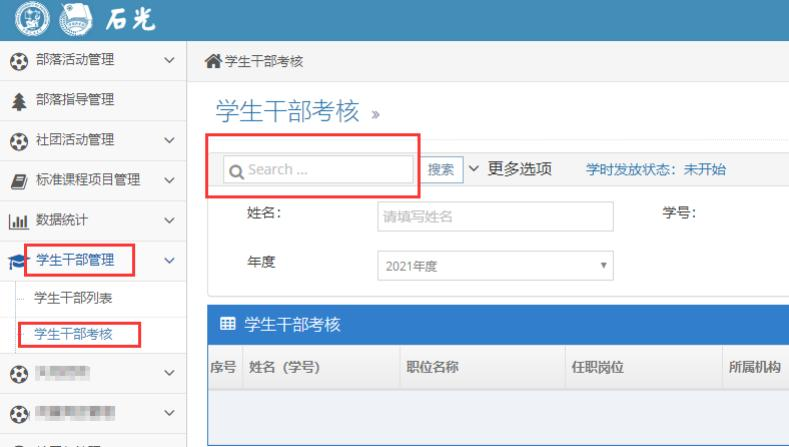 石光
部落活动管理
部落指导管理
社团活动管理
标准课程项目管理
数据统计
学生干部管理
学生干部列表
学生干部考核
学生干部考核
学生干部考核 »
Search ...
搜索
更多选项
学时发放状态：未开始
姓名：
请填写姓名
学号：
年度
2021年度
学生干部考核
序号
姓名（学号）
职位名称
任职岗位
所属机构